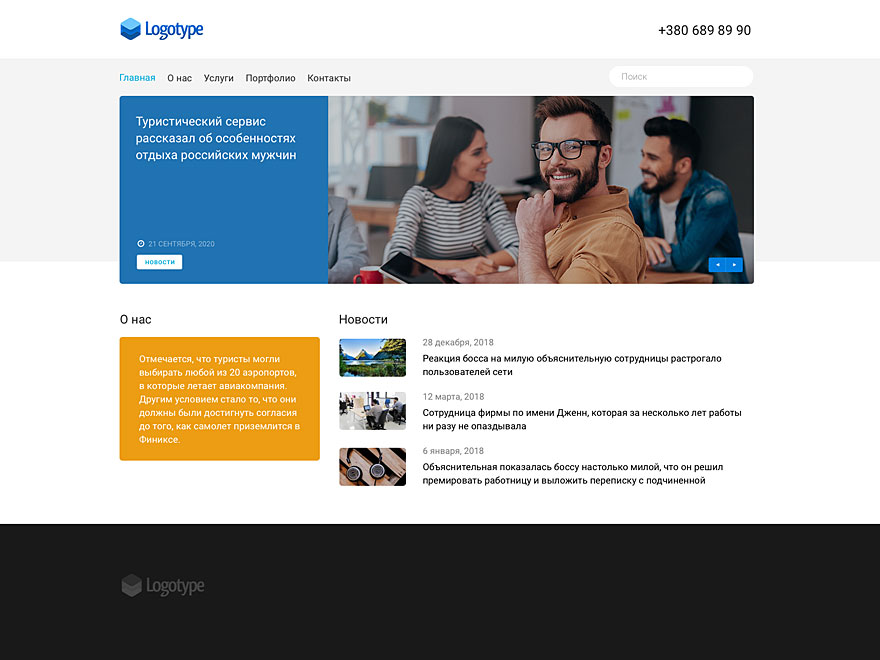 Logotype
+380 689 89 90
Главная О нас Услуги Портфолио Контакты
Поиск
Туристический сервис
рассказал об особенностях
отдыха российских мужчин
21 СЕНТЯБРЯ, 2020
НОВОСТИ
О нас
Отмечается, что туристы могли
выбрать любой из 20 аэропортов,
в которые летает авиакомпания.
Другим условием стало то, что они
должны были достигнуть согласия
до того, как самолет приземлится в
Финиксе.
Новости
28 декабря, 2018
Реакция босса на милую объяснительную сотрудницы растрогало
пользователей сети
12 марта, 2018
Сотрудница фирмы по имени Дженн, которая за несколько лет работы
ни разу не опаздывала
6 января, 2018
Объяснительная показалась боссу настолько милой, что он решил
премировать работницу и выложить переписку с подчиненной
Logotype